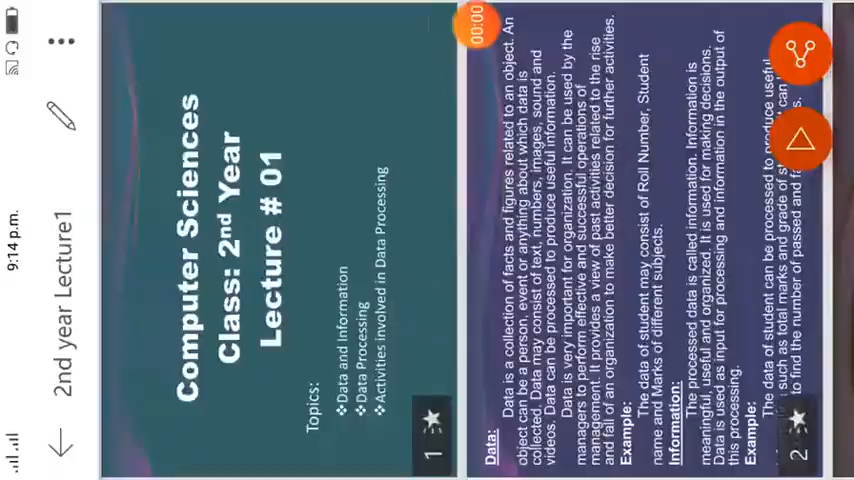 9:14 p.m.
2nd year Lecture1
Computer Sciences
Class: 2nd Year
Lecture # 01
Topics:
❖Data and Information
❖Data Processing
❖Activities involved in Data Processing
1
00:00
Data:
Data is a collection of facts and figures related to an object. An
object can be a person, event or anything about which data is
collected. Data may consist of text, numbers, images, sound and
videos. Data can be processed to produce useful information.
Data is very important for organization. It can be used by the
managers to perform effective and successful operations of
management. It provides a view of past activities related to the rise
and fall of an organization to make better decision for further activities.
Example:
The data of student may consist of Roll Number, Student
name and Marks of different subjects.
Information:
The processed data is called information. Information is
meaningful, useful and organized. It is used for making decisions.
Data is used as input for processing and information in the output of
this processing.
Example:
The data of student can be processed to produce useful
such as total marks and grade of
to find the number of passed and
2